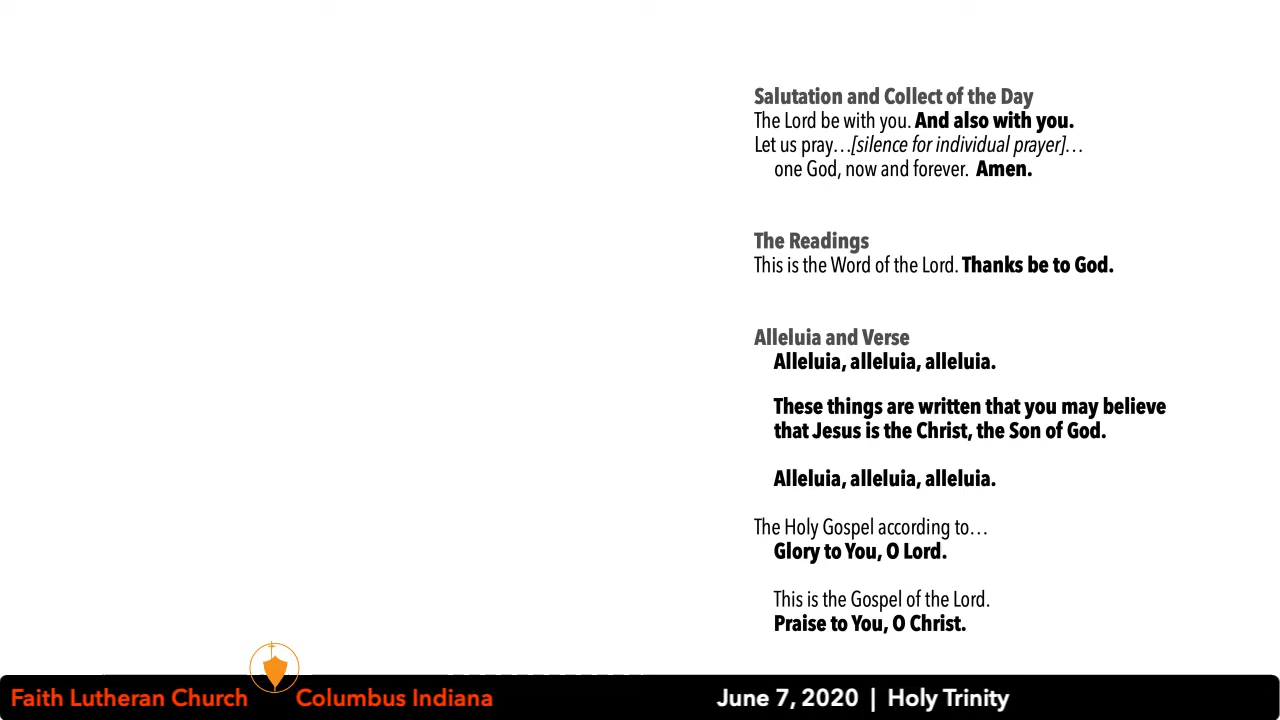 Salutation and Collect of the Day
The Lord be with you. And also with you.
Let us pray…[silence for individual prayer]…
one God, now and forever. Amen.
The Readings
This is the Word of the Lord. Thanks be to God.
Alleluia and Verse
Alleluia, alleluia, alleluia.
These things are written that you may believe
that Jesus is the Christ, the Son of God.
Alleluia, alleluia, alleluia.
The Holy Gospel according to…
Glory to You, O Lord.
This is the Gospel of the Lord.
Praise to You, O Christ.
Faith Lutheran Church Columbus Indiana June 7, 2020 | Holy Trinity